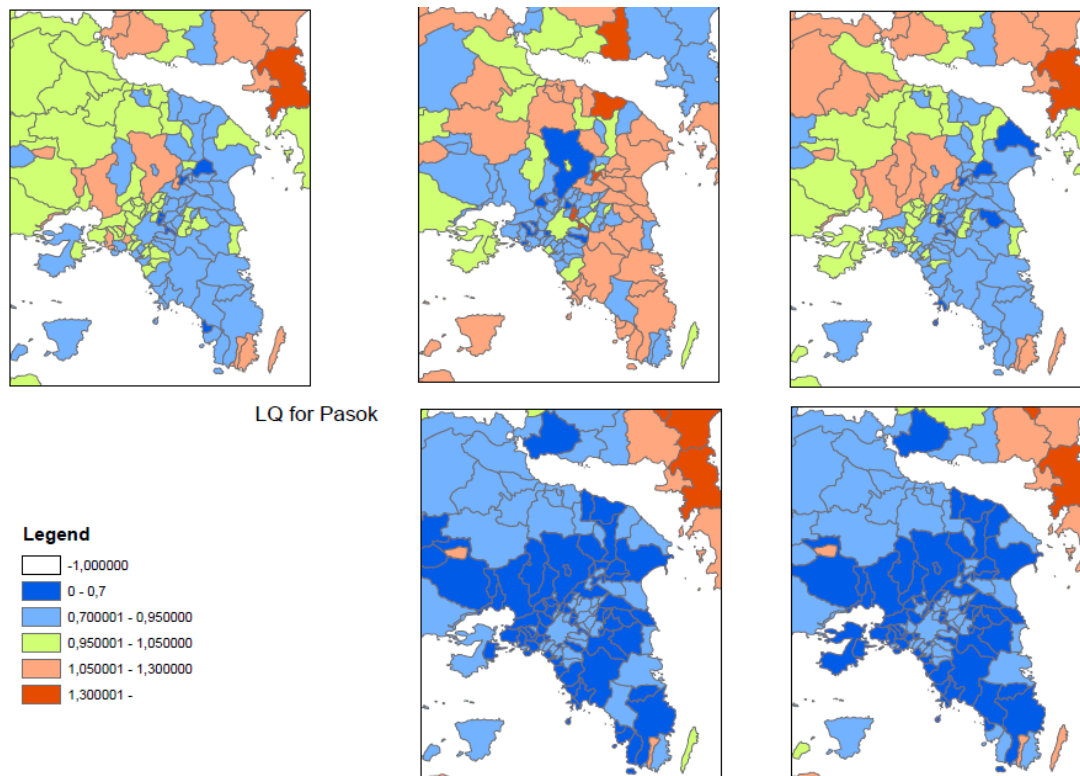 LQ for Pasok
Legend
-1,000000
0 - 0,7
0,700001 - 0,950000
0,950001 - 1,050000
1,050001 - 1,300000
1,300001 -